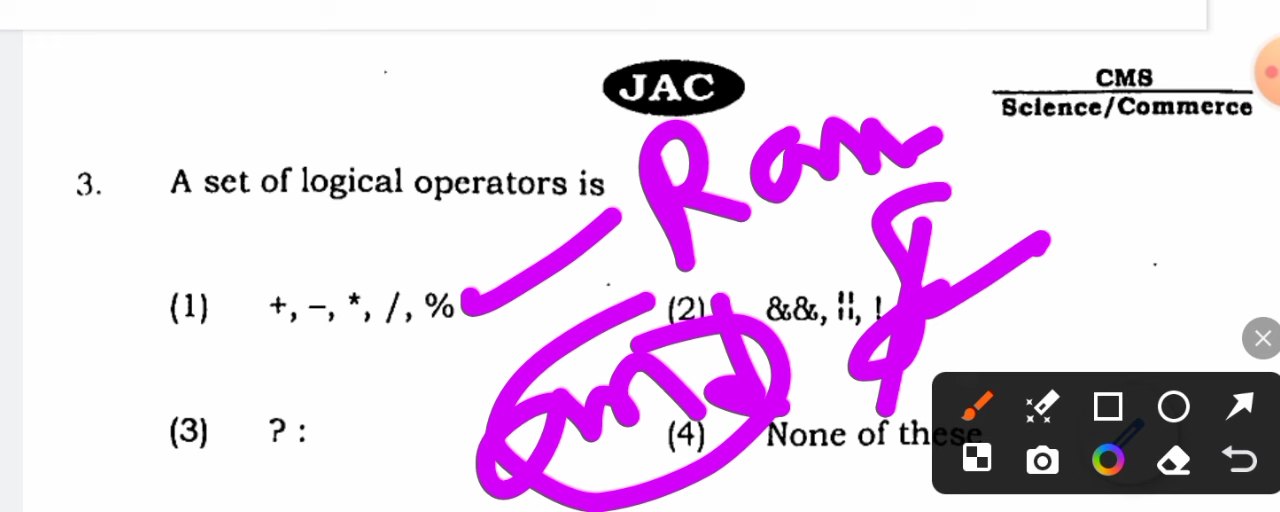 JAC
CMS
Science/Commerce
3. A set of logical operators is
Ram
(1) +, –, *, /, % (2) &&, ¦¦, !
(3) ? : (4) None of these